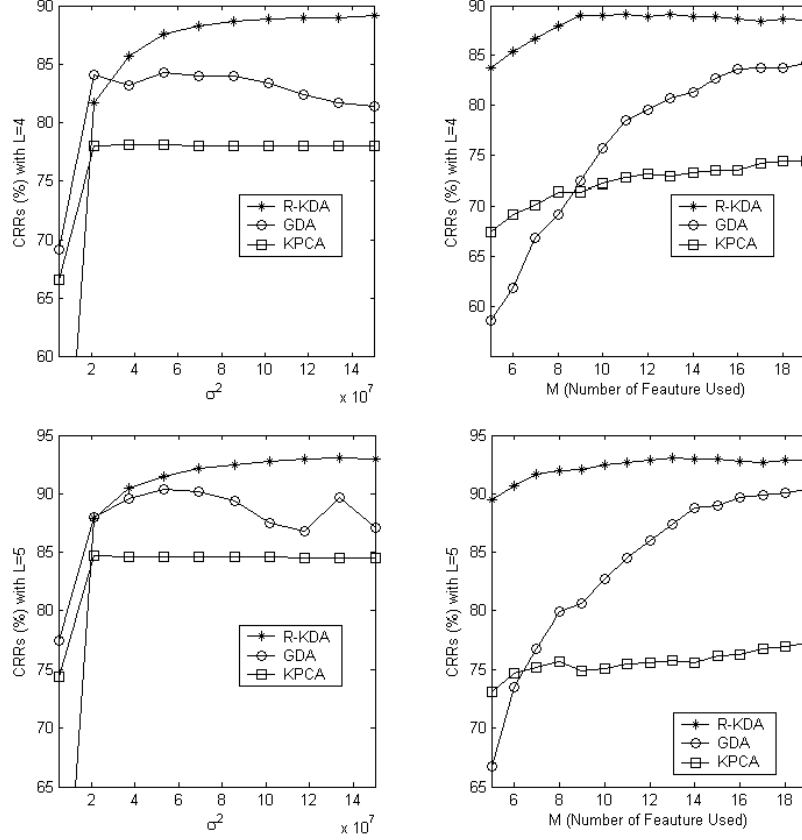 90
85
80
75
70
65
60
CRRs (%) with L=4
R-KDA
GDA
KPCA
2 4 6 8 10 12 14
σ²
x 10⁷
90
85
80
75
70
65
60
CRRs (%) with L=4
R-KDA
GDA
KPCA
6 8 10 12 14 16 18
M (Number of Feauture Used)
95
90
85
80
75
70
65
CRRs (%) with L=5
R-KDA
GDA
KPCA
2 4 6 8 10 12 14
σ²
x 10⁷
95
90
85
80
75
70
65
CRRs (%) with L=5
R-KDA
GDA
KPCA
6 8 10 12 14 16 18
M (Number of Feauture Used)